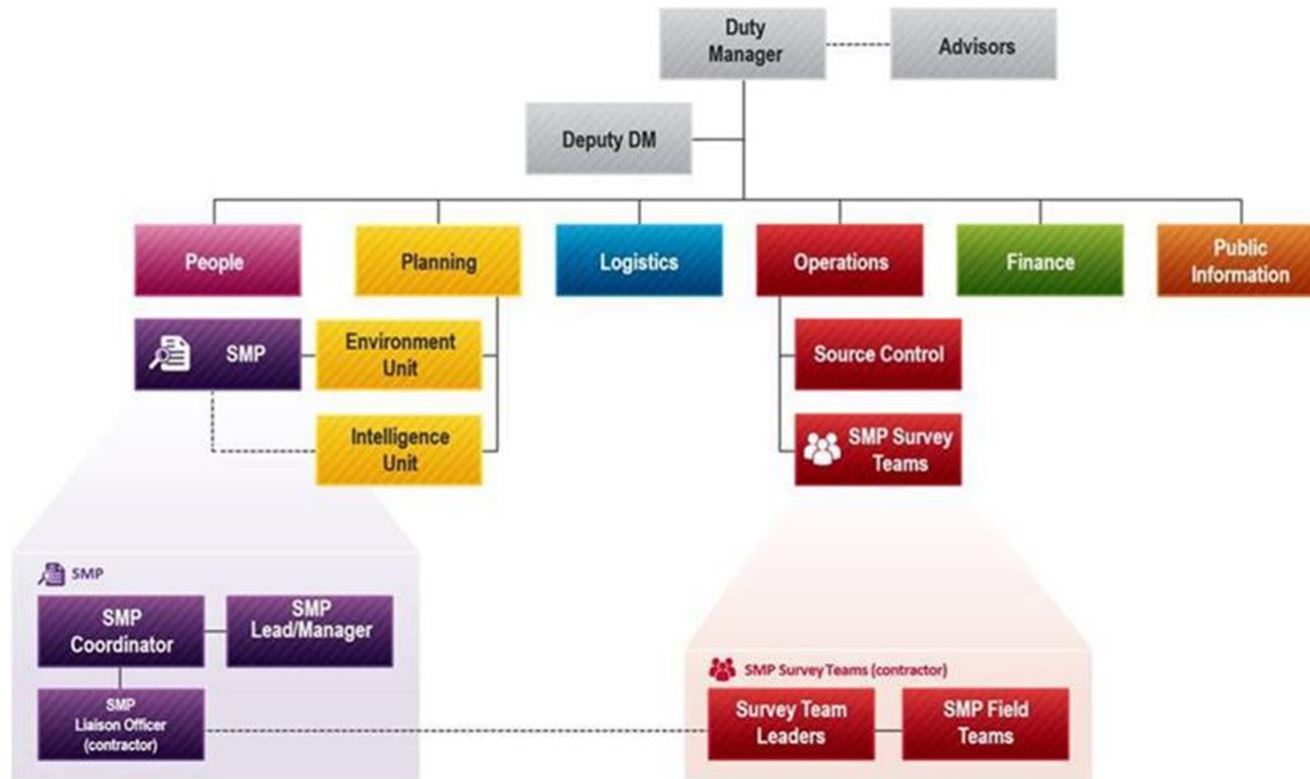 Duty
Manager
Advisors
Deputy DM
People
Planning
Logistics
Operations
Finance
Public
Information
SMP
Environment
Unit
Source Control
Intelligence
Unit
SMP Survey
Teams
SMP
SMP
Coordinator
SMP
Lead/Manager
SMP
Liaison Officer
(contractor)
SMP Survey Teams (contractor)
Survey Team
Leaders
SMP Field
Teams